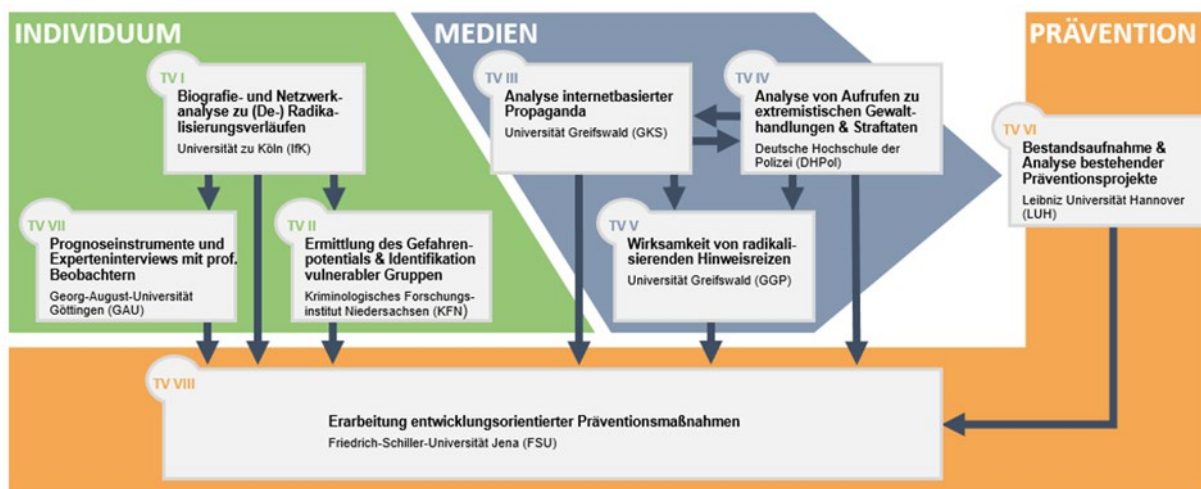 INDIVIDUUM
MEDIEN
PRÄVENTION
TV I
Biografie- und Netzwerk-
analyse zu (De-) Radika-
lisierungsverläufen
Universität zu Köln (IfK)
TV III
Analyse internetbasierter
Propaganda
Universität Greifswald (GKS)
TV IV
Analyse von Aufrufen zu
extremistischen Gewalt-
handlungen & Straftaten
Deutsche Hochschule der
Polizei (DHPol)
TV VI
Bestandsaufnahme &
Analyse bestehender
Präventionsprojekte
Leibniz Universität Hannover
(LUH)
TV VII
Prognoseinstrumente und
Experteninterviews mit prof.
Beobachtern
Georg-August-Universität
Göttingen (GAU)
TV II
Ermittlung des Gefahren-
potentials & Identifikation
vulnerabler Gruppen
Kriminologisches Forschungs-
institut Niedersachsen (KFN)
TV V
Wirksamkeit von radikali-
sierenden Hinweisreizen
Universität Greifswald (GGP)
TV VIII
Erarbeitung entwicklungsorientierter Präventionsmaßnahmen
Friedrich-Schiller-Universität Jena (FSU)